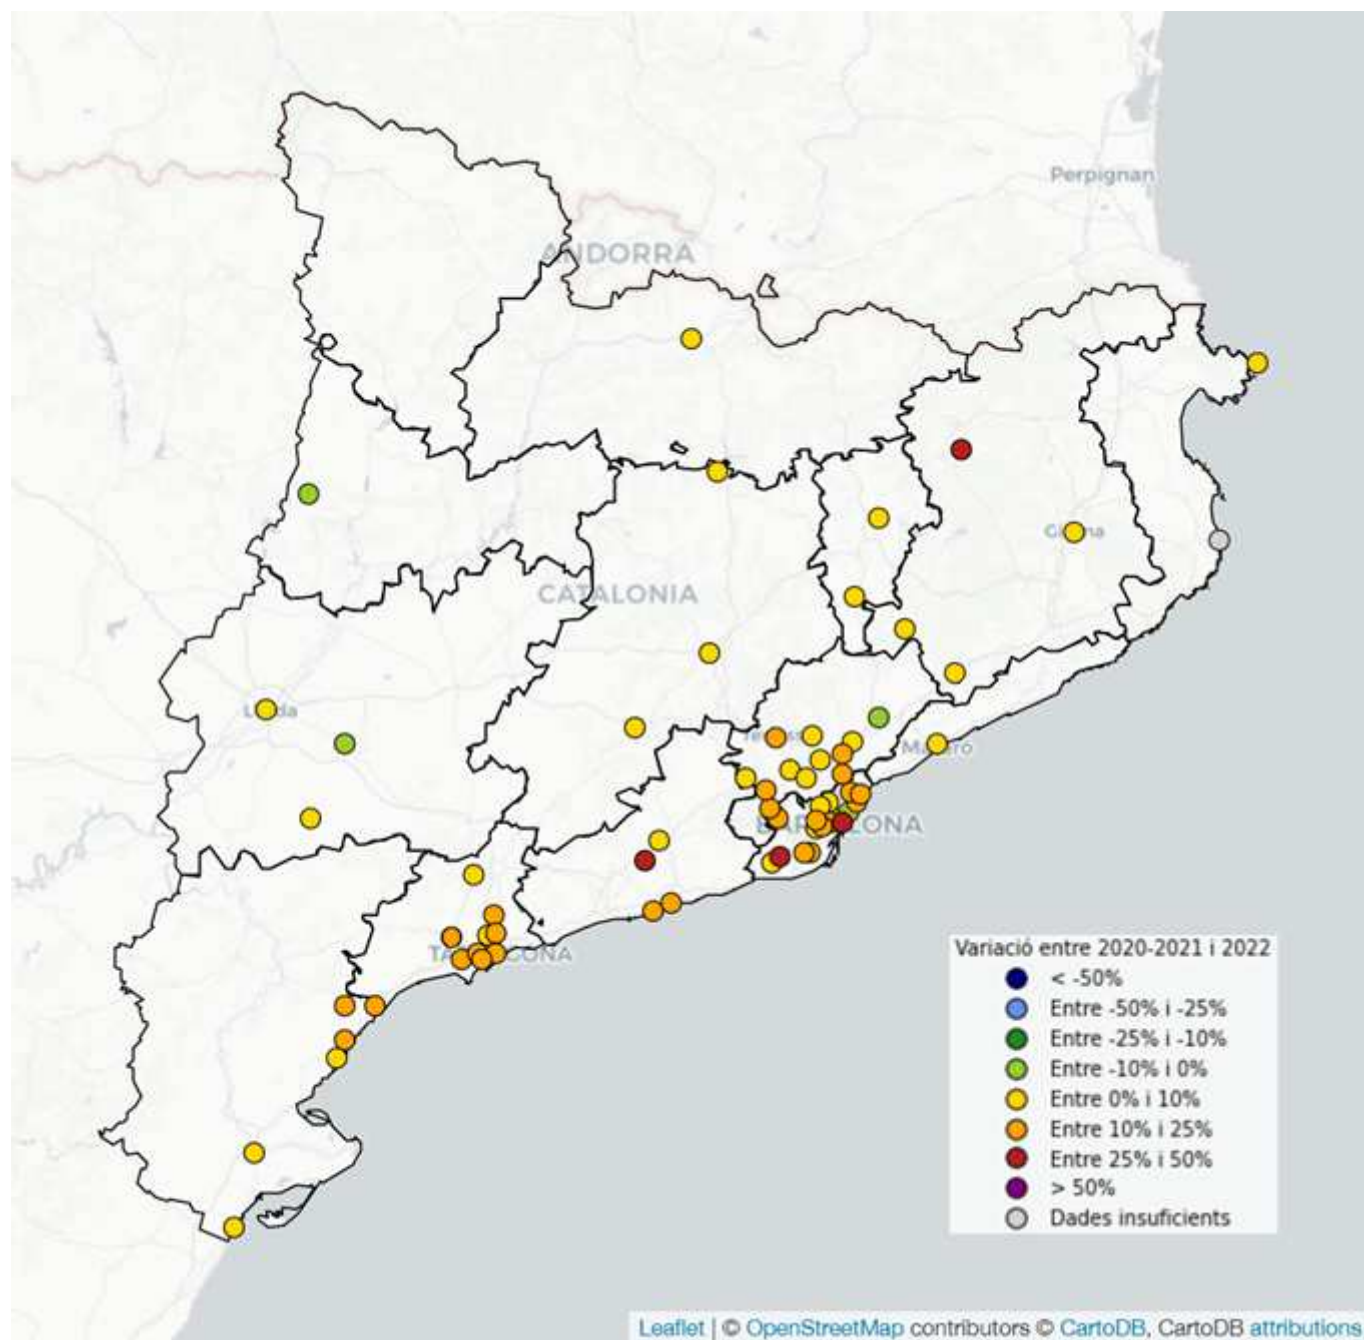 Perpignan
ANDORRA
CATALONIA
BARCELONA
Variació entre 2020-2021 i 2022
< -50%
Entre -50% i -25%
Entre -25% i -10%
Entre -10% i 0%
Entre 0% i 10%
Entre 10% i 25%
Entre 25% i 50%
> 50%
Dades insuficients
Leaflet | © OpenStreetMap contributors © CartoDB, CartoDB attributions